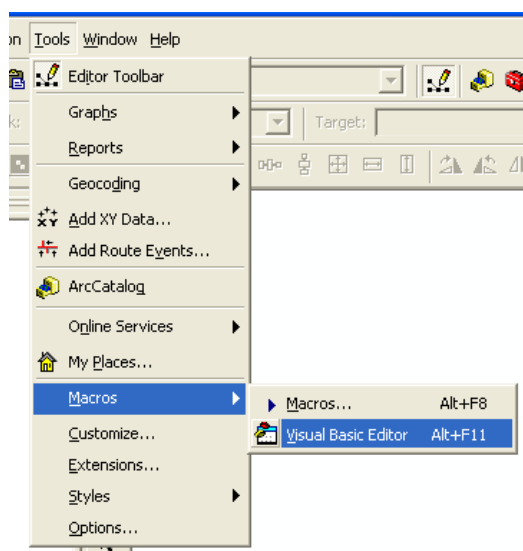 on Tools Window Help
Editor Toolbar
Graphs
k: Target:
Reports
Geocoding
Add XY Data...
Add Route Events...
ArcCatalog
Online Services
My Places...
Macros
Macros... Alt+F8
Customize...
Visual Basic Editor Alt+F11
Extensions...
Styles
Options...